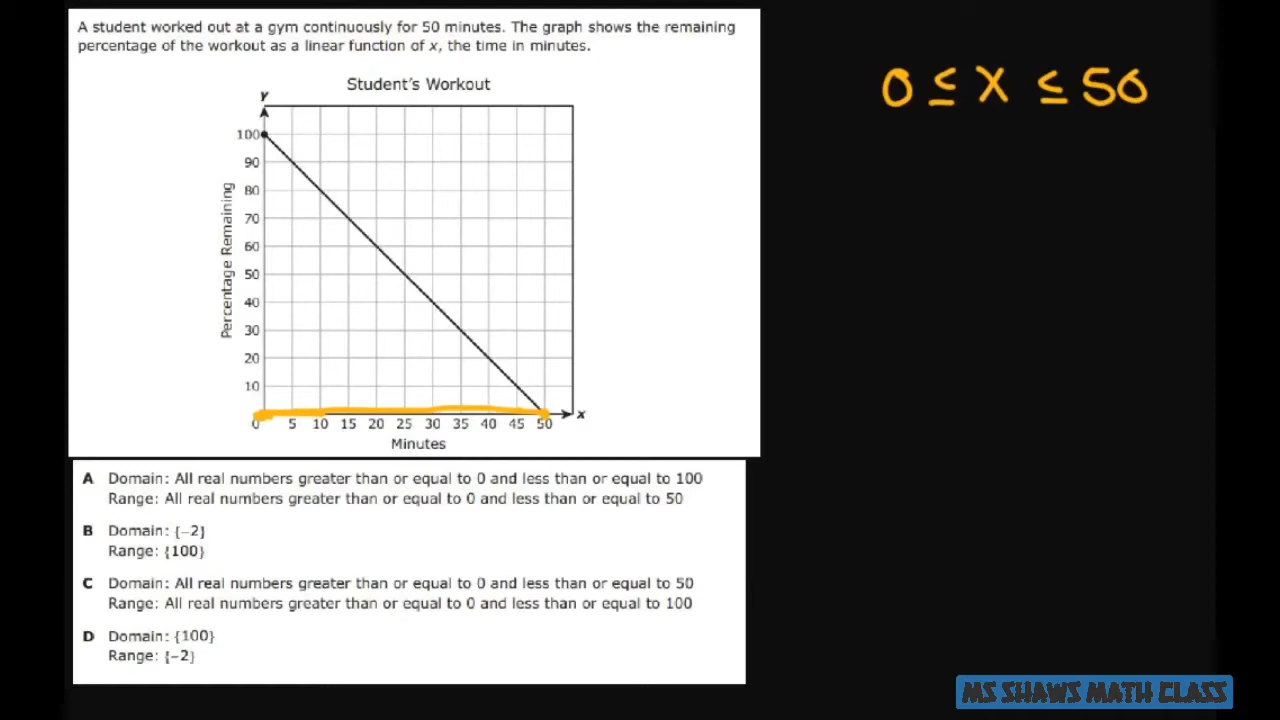 A student worked out at a gym continuously for 50 minutes. The graph shows the remaining
percentage of the workout as a linear function of x, the time in minutes.
0 ≤ X ≤ 50
Student's Workout
y
100
90
80
70
60
50
40
30
20
10
Percentage Remaining
0 5 10 15 20 25 30 35 40 45 50
x
Minutes
A Domain: All real numbers greater than or equal to 0 and less than or equal to 100
Range: All real numbers greater than or equal to 0 and less than or equal to 50
B Domain: {−2}
Range: {100}
C Domain: All real numbers greater than or equal to 0 and less than or equal to 50
Range: All real numbers greater than or equal to 0 and less than or equal to 100
D Domain: {100}
Range: {−2}
MS SHAWS MATH CLASS